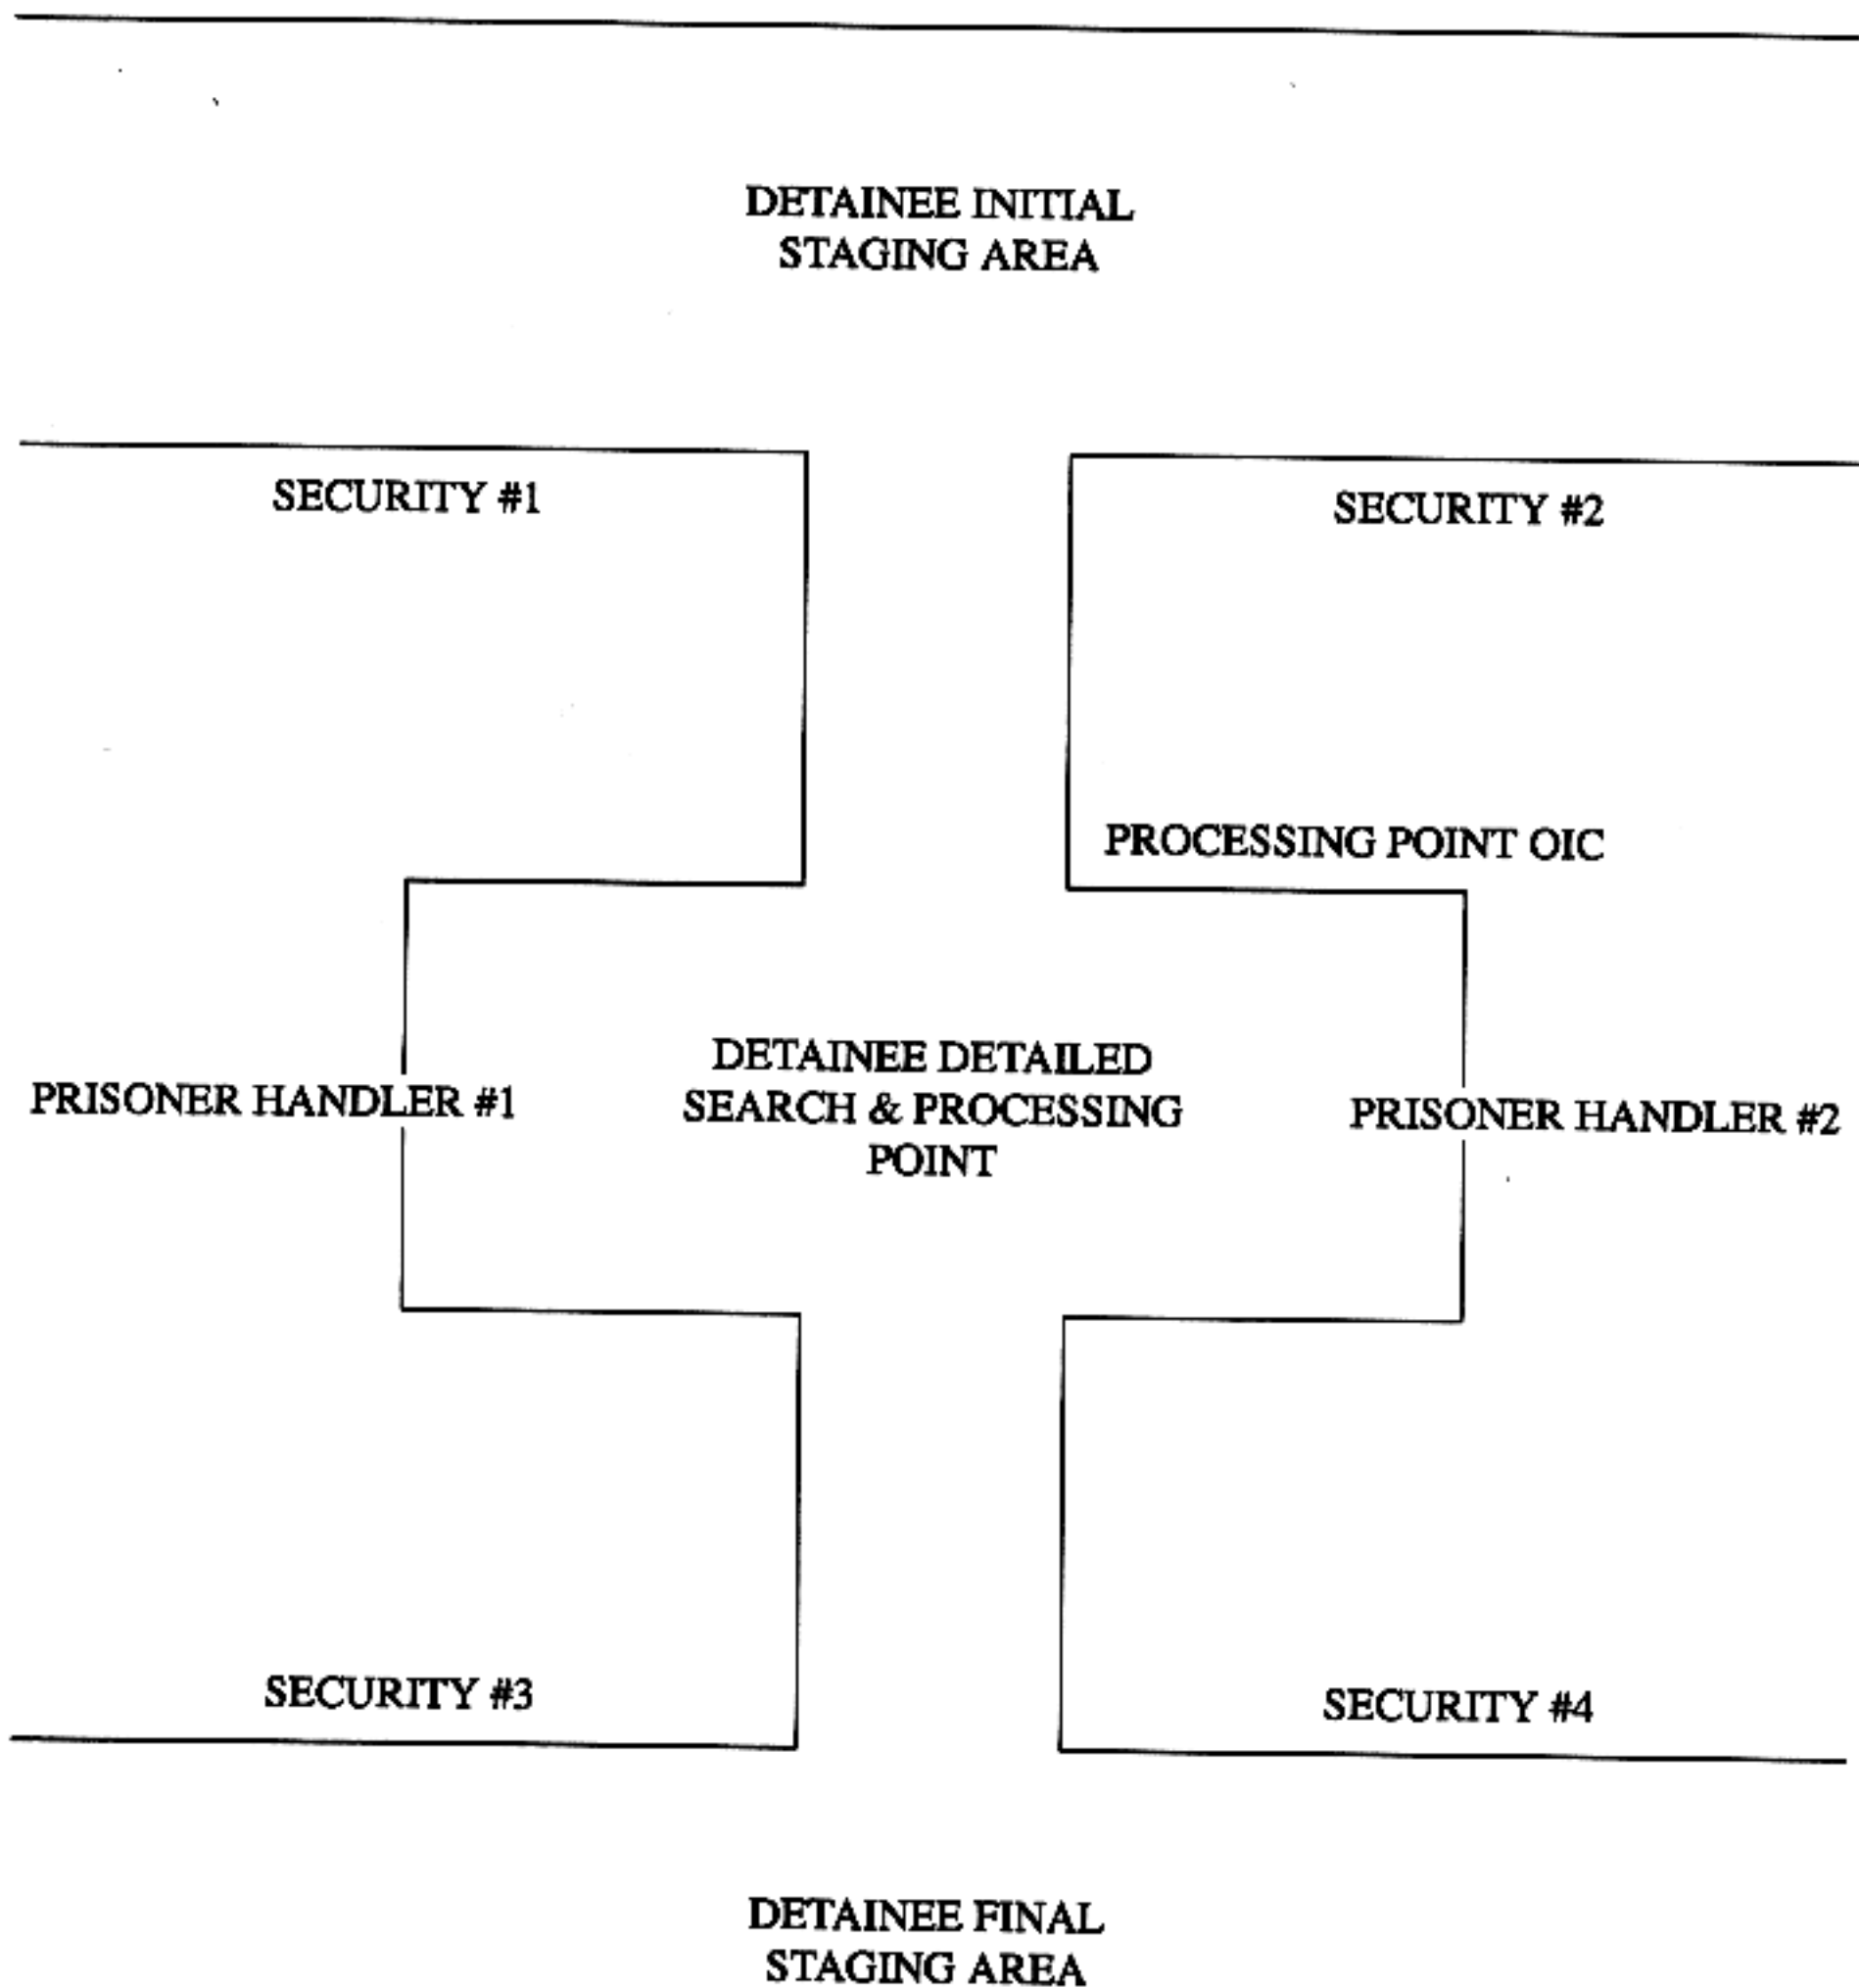 DETAINEE INITIAL
STAGING AREA
SECURITY #1
SECURITY #2
PROCESSING POINT OIC
PRISONER HANDLER #1
DETAINEE DETAILED
SEARCH & PROCESSING
POINT
PRISONER HANDLER #2
SECURITY #3
SECURITY #4
DETAINEE FINAL
STAGING AREA